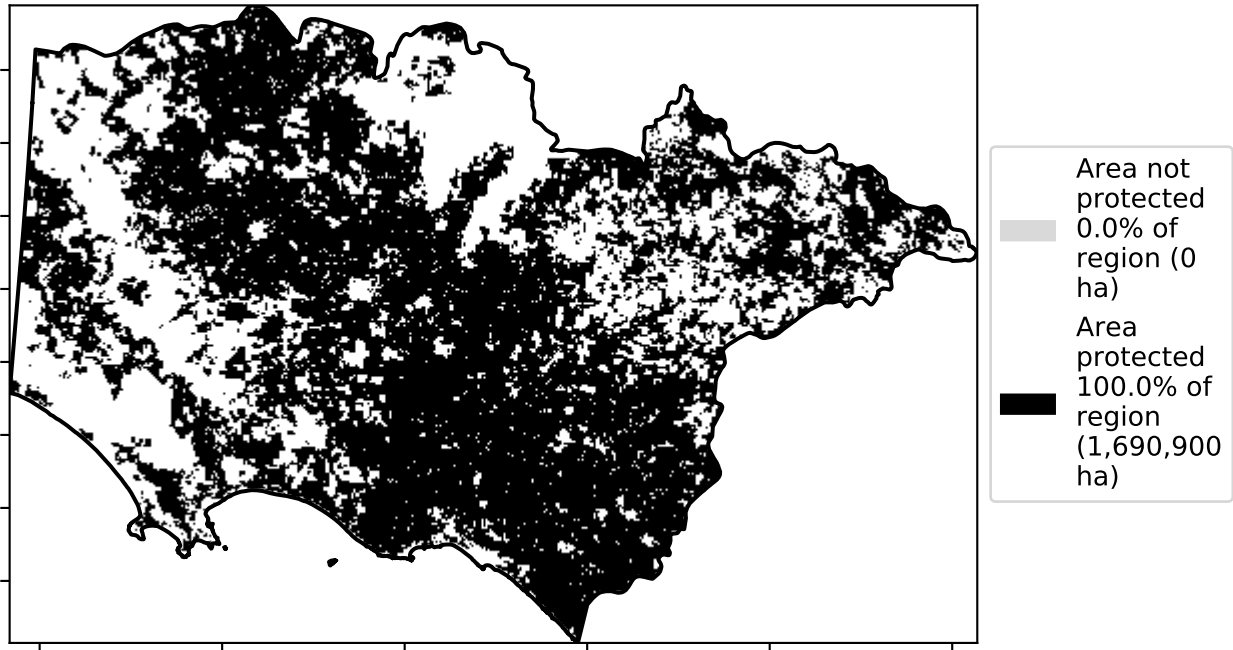 Area not
protected
0.0% of
region (0
ha)
Area
protected
100.0% of
region
(1,690,900
ha)